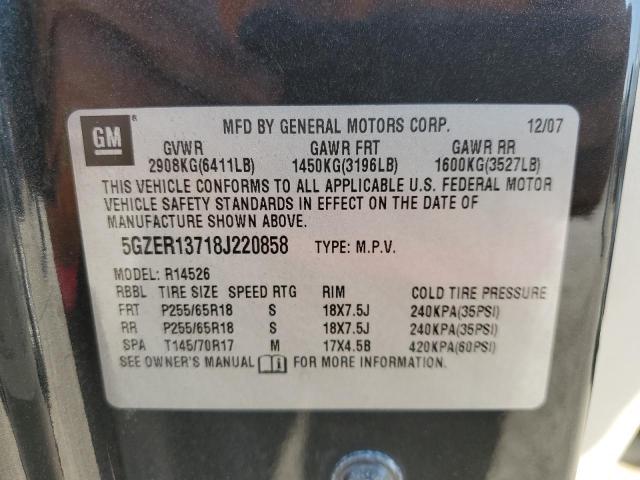 GM ® MFD BY GENERAL MOTORS CORP. 12/07
GVWR GAWR FRT GAWR RR
2908KG(6411LB) 1450KG(3196LB) 1600KG(3527LB)
THIS VEHICLE CONFORMS TO ALL APPLICABLE U.S. FEDERAL MOTOR
VEHICLE SAFETY STANDARDS IN EFFECT ON THE DATE OF
MANUFACTURE SHOWN ABOVE.
5GZER13718J220858 TYPE: M.P.V.
MODEL: R14526
RBBL TIRE SIZE SPEED RTG RIM COLD TIRE PRESSURE
FRT P255/65R18 S 18X7.5J 240KPA(35PSI)
RR P255/65R18 S 18X7.5J 240KPA(35PSI)
SPA T145/70R17 M 17X4.5B 420KPA(60PSI)
SEE OWNER'S MANUAL FOR MORE INFORMATION.